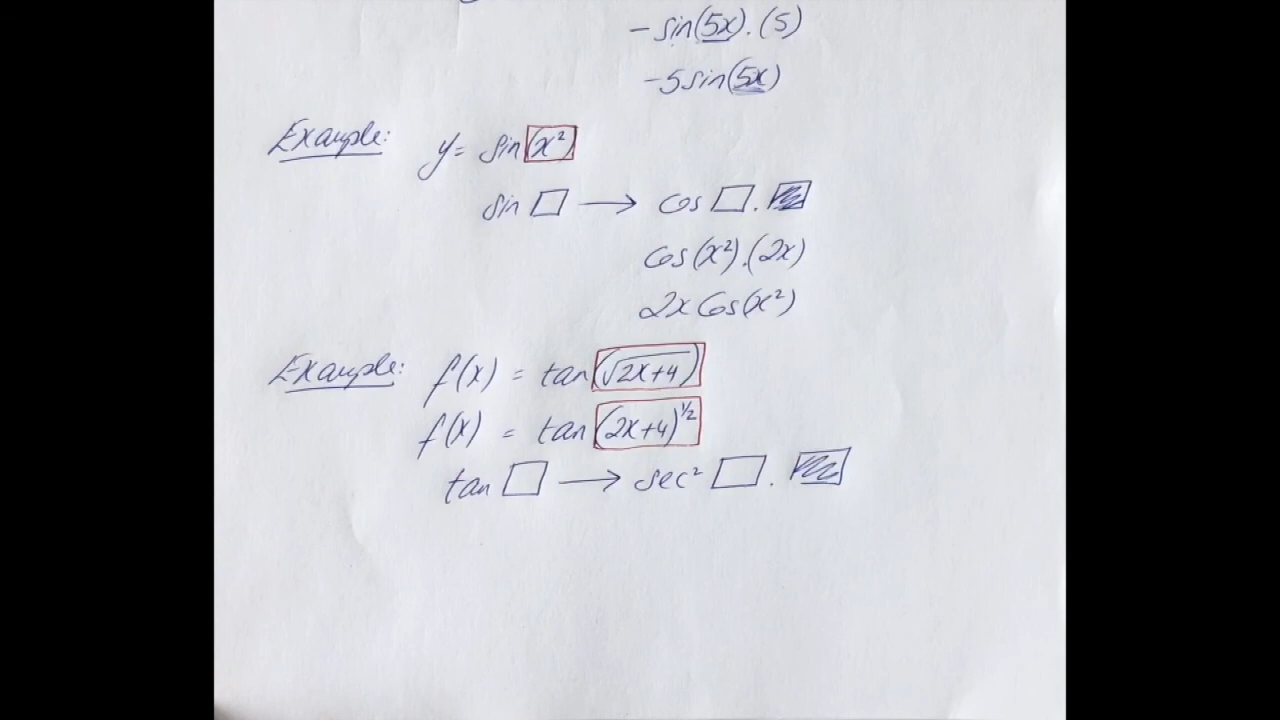 -sin(5x).(5)
-5sin(5x)
Example: y = sin(x²)
sin □ → cos □ . ■
cos(x²).(2x)
2x Cos(x²)
Example: f(x) = tan(√2x+4)
f(x) = tan(2x+4)^½
tan □ → sec² □ . ■